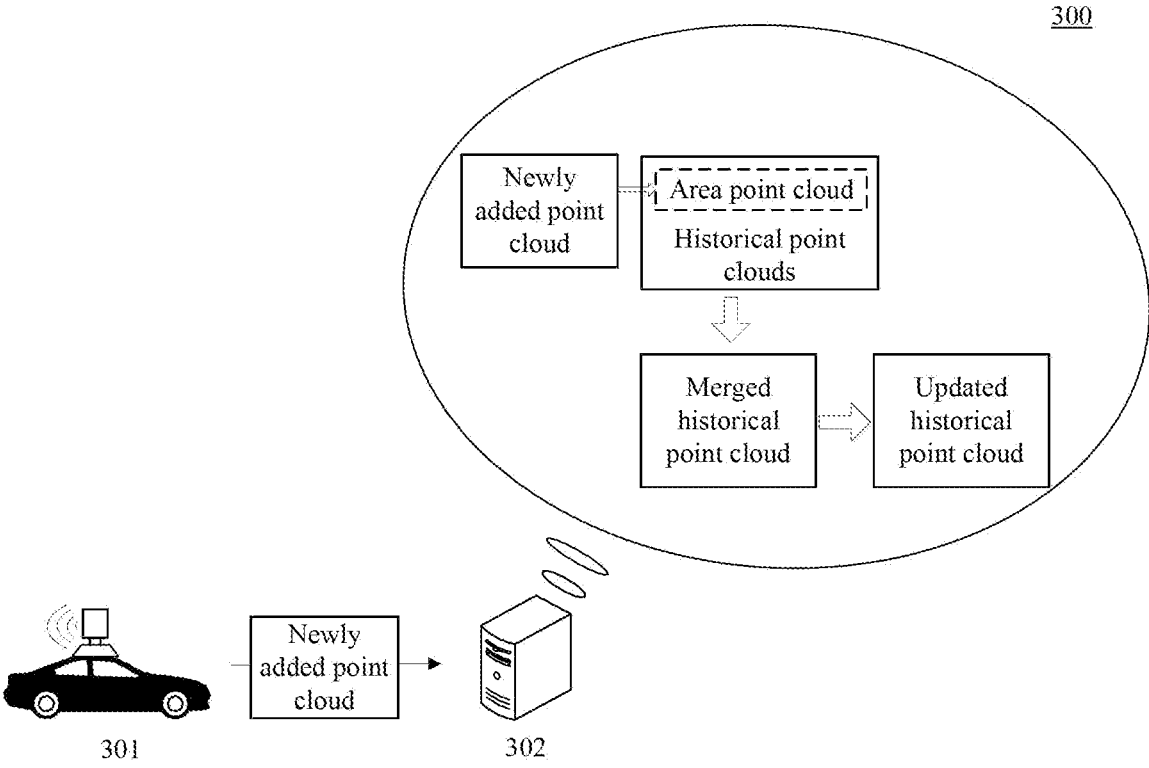 300
Newly
added point
cloud
Area point cloud
Historical point
clouds
Merged
historical
point cloud
Updated
historical
point cloud
Newly
added point
cloud
301
302